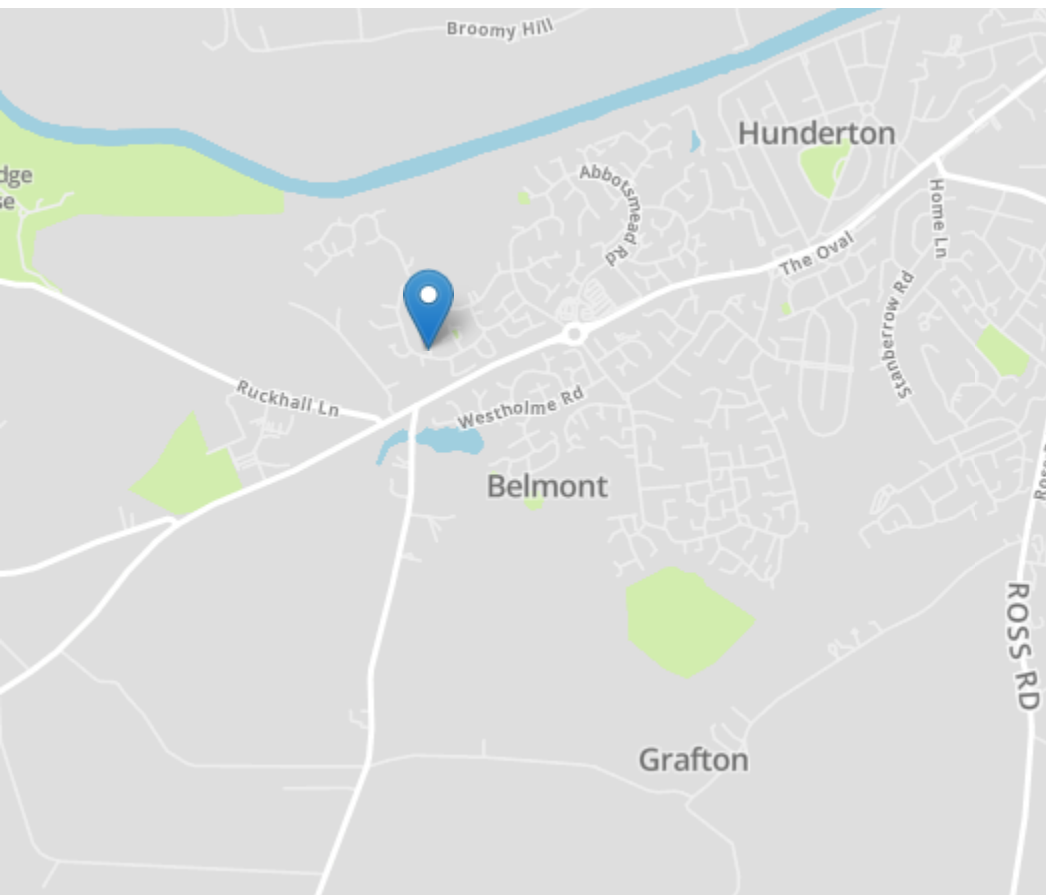 Broomy Hill
Hunderton
dge
se
Abbotsmead Rd
Home Ln
The Oval
Stanberrow Rd
Ruckhall Ln
Westholme Rd
Belmont
ROSS RD
Grafton